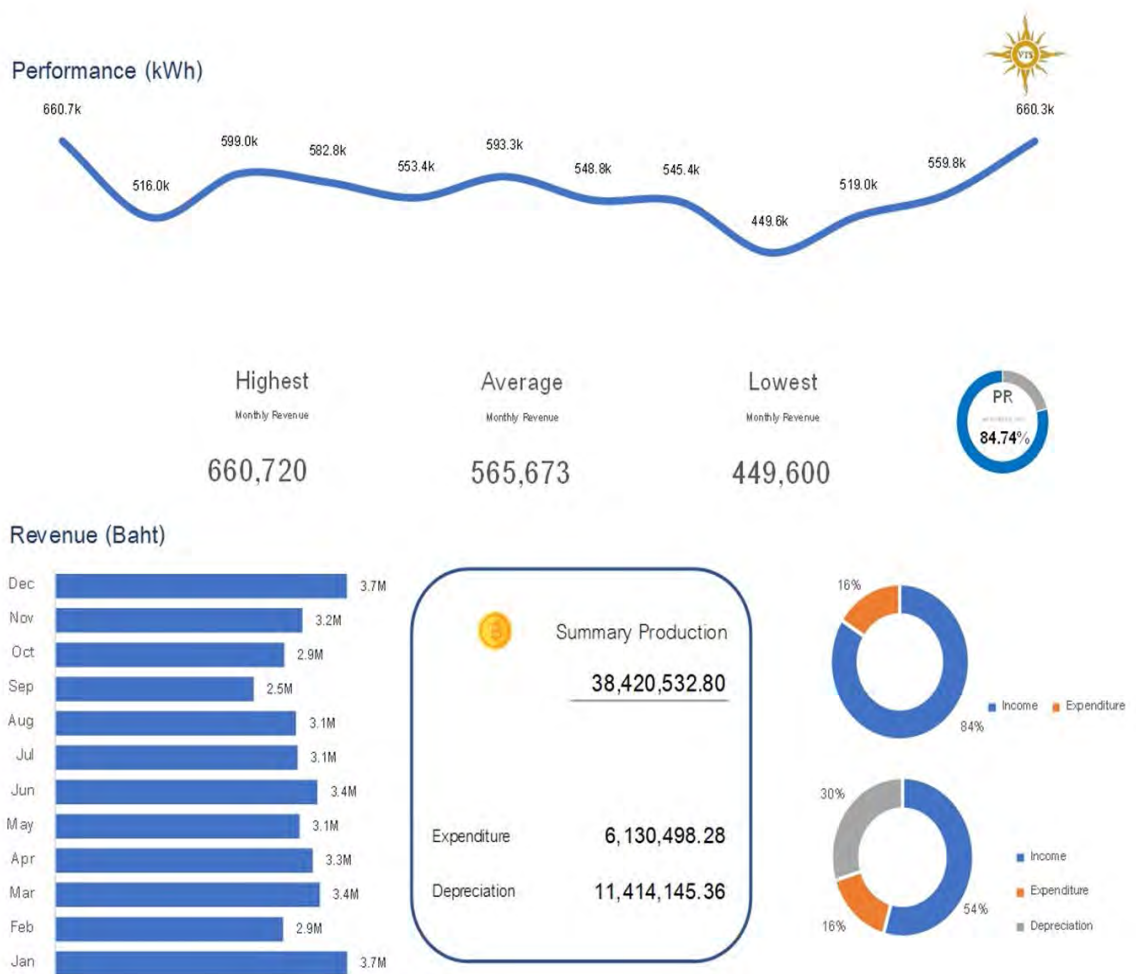 VTS
Performance (kWh)
660.7k
516.0k
599.0k
582.8k
553.4k
593.3k
548.8k
545.4k
449.6k
519.0k
559.8k
660.3k
Highest
Monthly Revenue
660,720
Average
Monthly Revenue
565,673
Lowest
Monthly Revenue
449,600
PR
84.74%
Revenue (Baht)
Dec 3.7M
Nov 3.2M
Oct 2.9M
Sep 2.5M
Aug 3.1M
Jul 3.1M
Jun 3.4M
May 3.1M
Apr 3.3M
Mar 3.4M
Feb 2.9M
Jan 3.7M
Summary Production
38,420,532.80
Expenditure 6,130,498.28
Depreciation 11,414,145.36
16%
84%
Income Expenditure
30%
16%
54%
Income
Expenditure
Depreciation